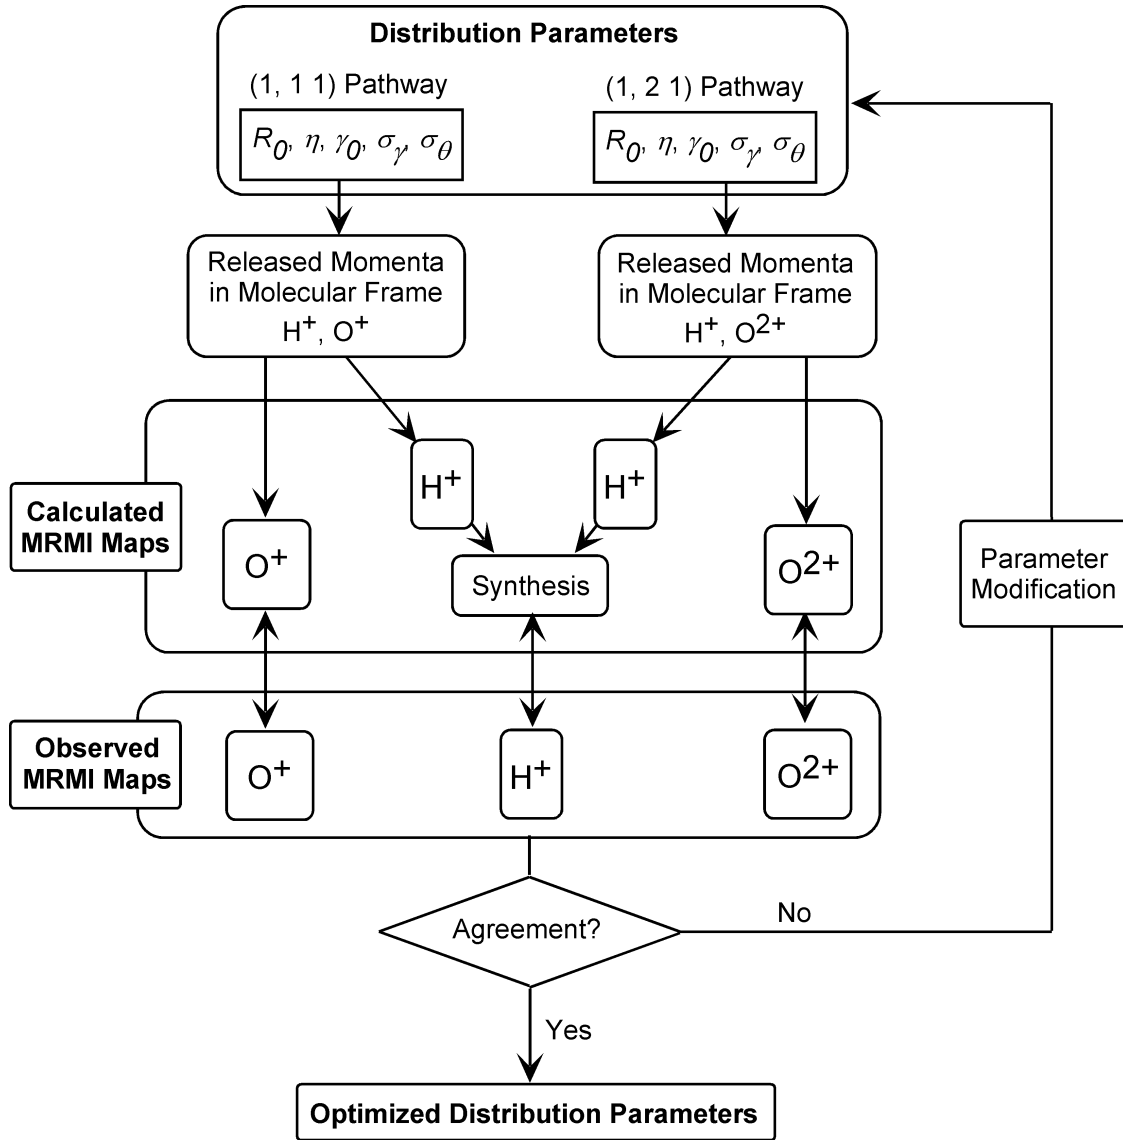 Distribution Parameters
(1, 1 1) Pathway
(1, 2 1) Pathway
R0, η, γ0, σγ, σθ
R0, η, γ0, σγ, σθ
Released Momenta
in Molecular Frame
H+, O+
Released Momenta
in Molecular Frame
H+, O2+
Calculated
MRMI Maps
H+
H+
O+
Synthesis
O2+
Parameter
Modification
Observed
MRMI Maps
O+
H+
O2+
Agreement?
No
Yes
Optimized Distribution Parameters